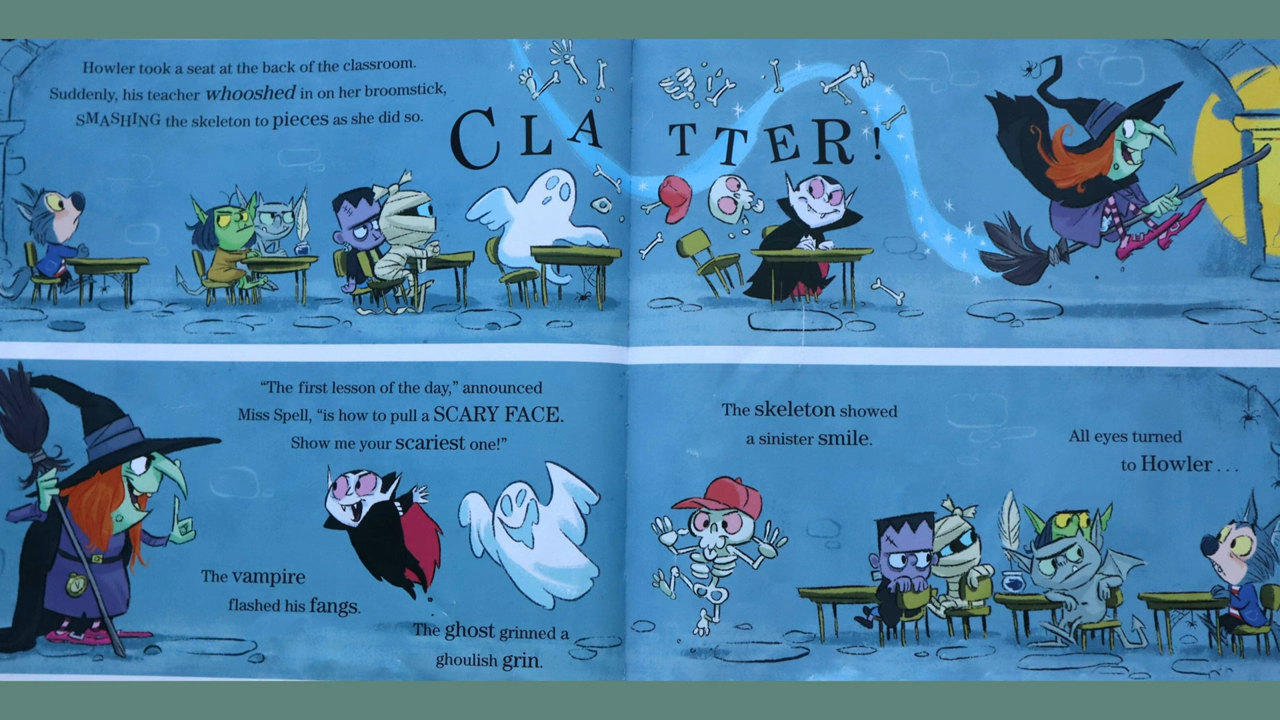 Howler took a seat at the back of the classroom.
Suddenly, his teacher whooshed in on her broomstick,
SMASHING the skeleton to pieces as she did so.
CLATTER!
“The first lesson of the day,” announced
Miss Spell, “is how to pull a SCARY FACE.
Show me your scariest one!”
The vampire
flashed his fangs.
The ghost grinned a
ghoulish grin.
The skeleton showed
a sinister smile.
All eyes turned
to Howler . . .